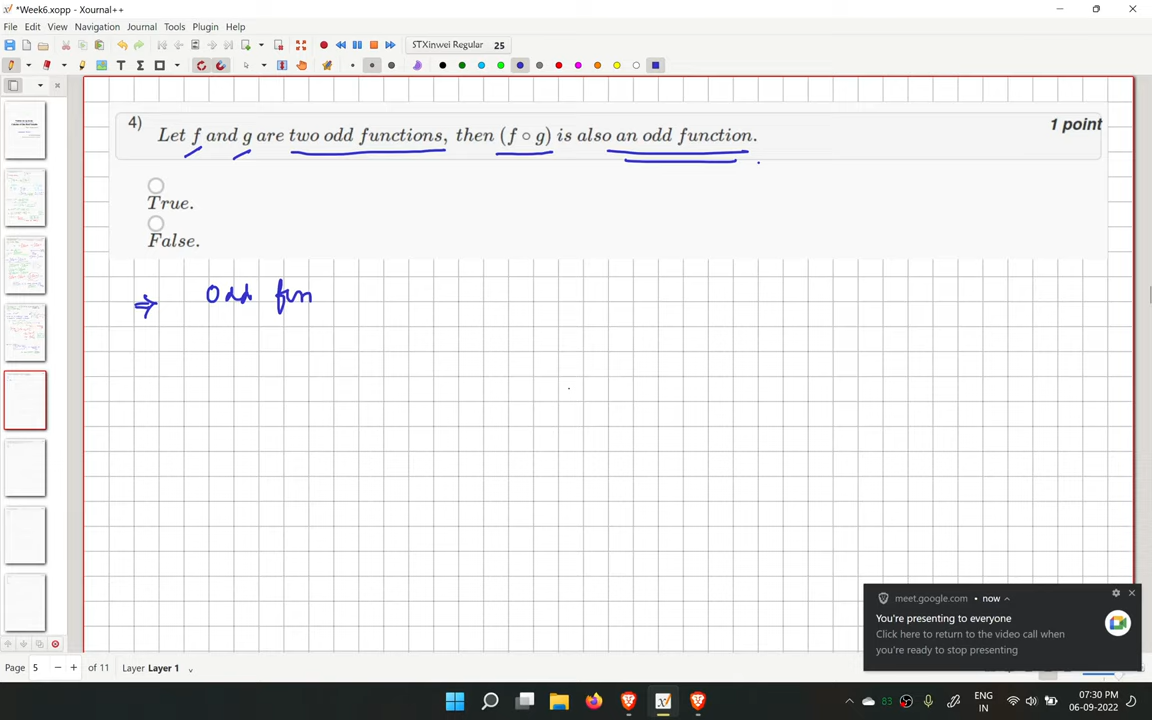 *Week6.xopp - Xournal++
File Edit View Navigation Journal Tools Plugin Help
STXinwei Regular 25
4) Let f and g are two odd functions, then (f ∘ g) is also an odd function. 1 point
True.
False.
⇒ Odd fun
meet.google.com • now
You're presenting to everyone
Click here to return to the video call when
you're ready to stop presenting
Page 5 of 11 Layer Layer 1
83 ENG IN 07:30 PM 06-09-2022